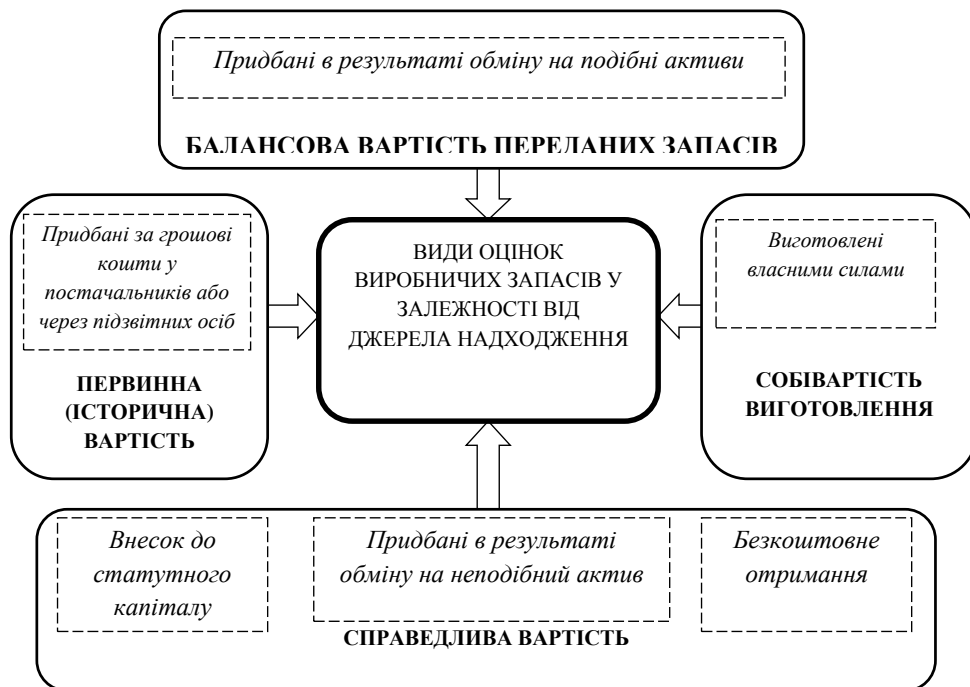 Придбані в результаті обміну на подібні активи
БАЛАНСОВА ВАРТІСТЬ ПЕРЕДАНИХ ЗАПАСІВ
Придбані за грошові
кошти у
постачальників або
через підзвітних осіб
ПЕРВИННА
(ІСТОРИЧНА)
ВАРТІСТЬ
ВИДИ ОЦІНОК
ВИРОБНИЧИХ ЗАПАСІВ У
ЗАЛЕЖНОСТІ ВІД
ДЖЕРЕЛА НАДХОДЖЕННЯ
Виготовлені
власними силами
СОБІВАРТІСТЬ
ВИГОТОВЛЕННЯ
Внесок до
статутного
капіталу
Придбані в результаті
обміну на неподібний актив
Безкоштовне
отримання
СПРАВЕДЛИВА ВАРТІСТЬ